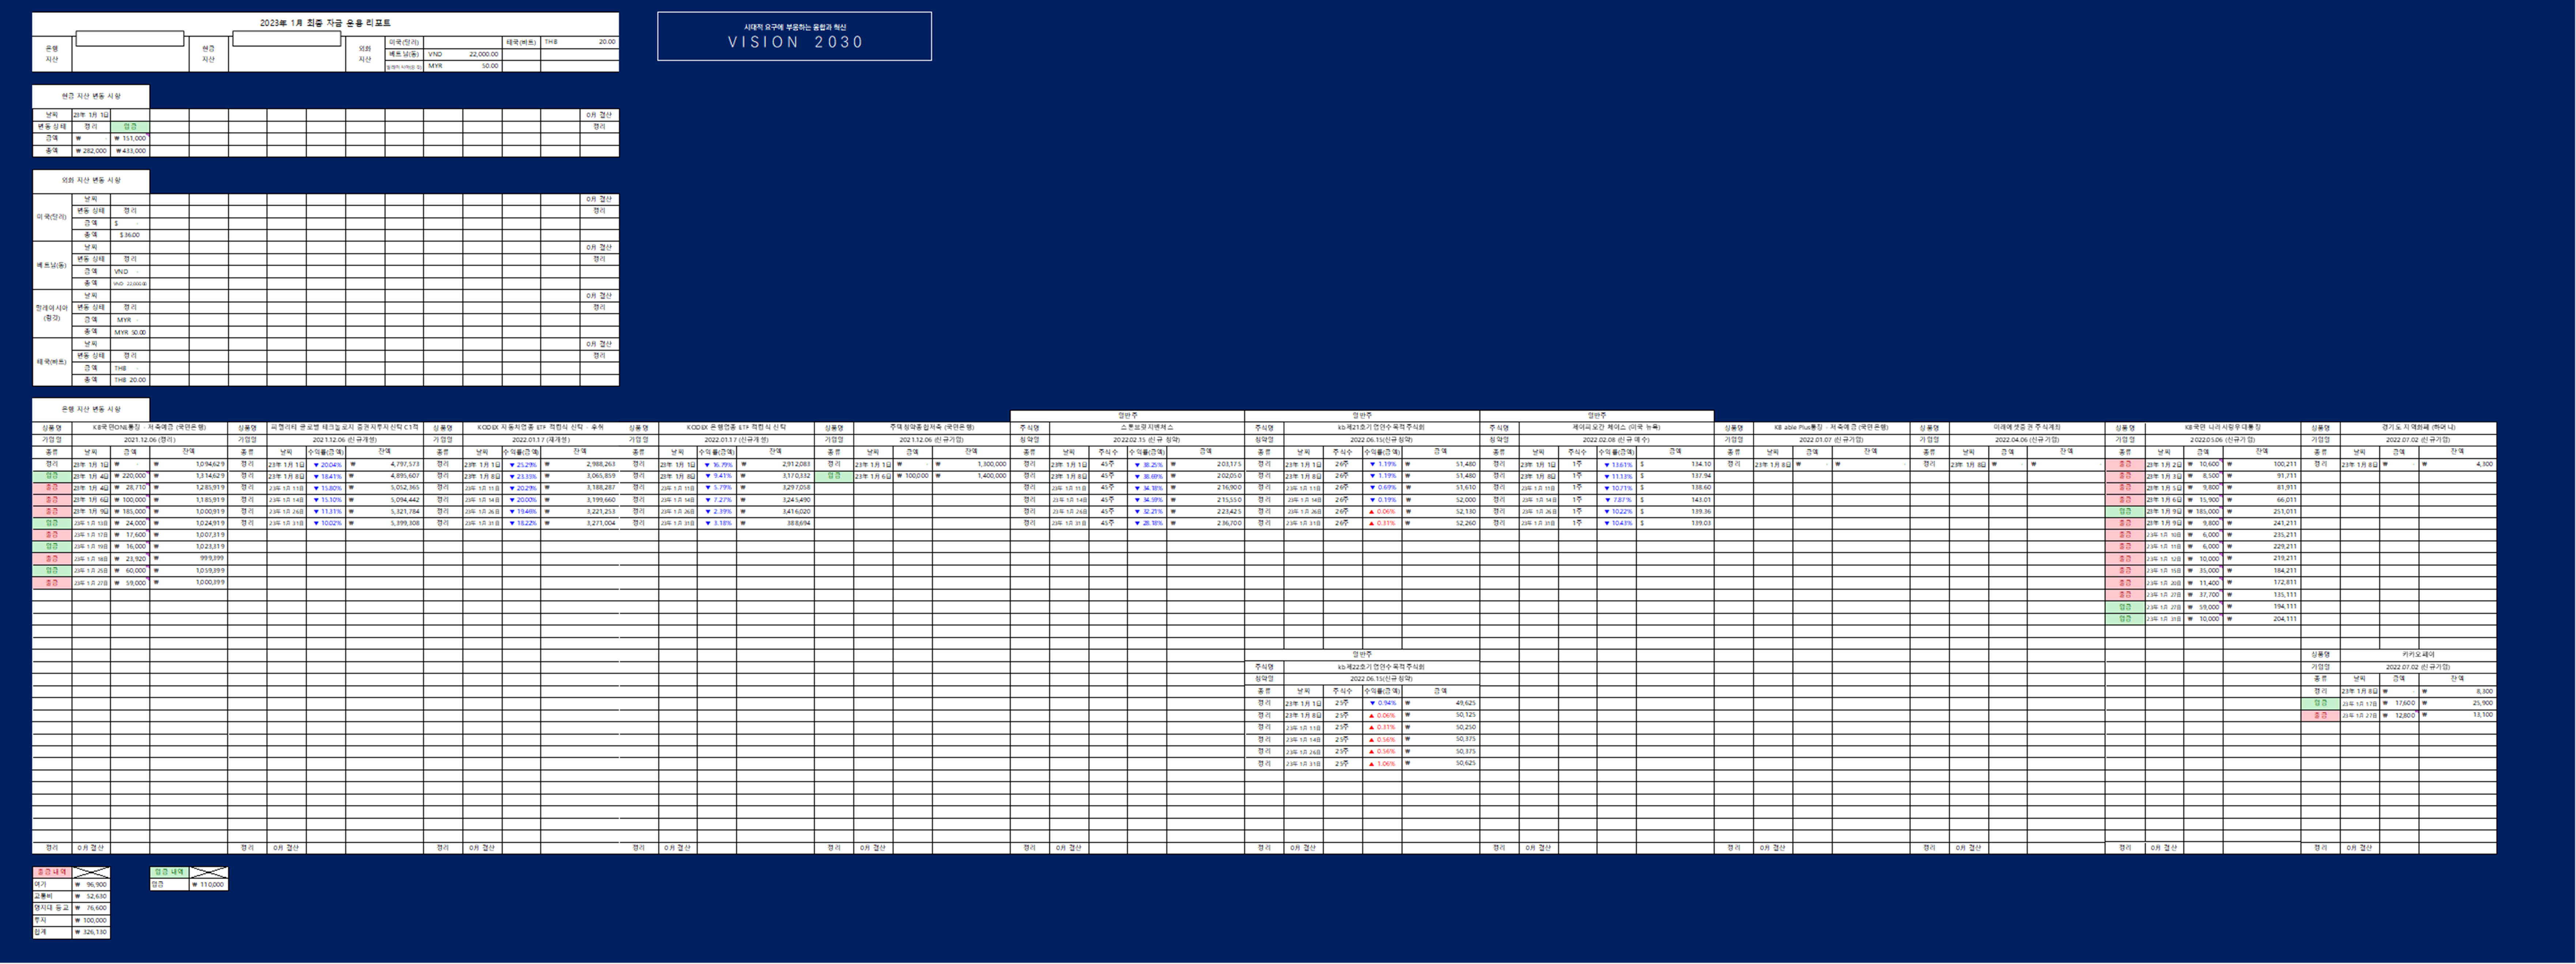 2023年 1月 최종 자금 운용 리포트
시대적 요구에 부응하는 융합과 혁신
VISION 2030
은행 자산
현금 자산
외화 자산
미국(달러)
태국(바트) THB 20.00
베트남(동) VND 22,000.00
MYR 50.00
현금 자산 변동 사항
날짜 23年 1月 1日 0月 결산
변동 상태 정리 입금 정리
금액 ₩ - ₩ 151,000
총액 ₩ 282,000 ₩ 433,000
외화 자산 변동 사항
미국(달러)
날짜 0月 결산
변동 상태 정리 정리
금액 $ -
총액 $ 36.00
베트남(동)
날짜 0月 결산
변동 상태 정리 정리
금액 VND -
총액 VND 22,000.00
말레이시아 (링깃)
날짜 0月 결산
변동 상태 정리 정리
금액 MYR -
총액 MYR 50.00
태국(바트)
날짜 0月 결산
변동 상태 정리 정리
금액 THB -
총액 THB 20.00
은행 자산 변동 사항
상품명 KB국민ONE통장 - 저축예금 (국민은행)
가입일 2021.12.06 (정리)
종류 날짜 금액 잔액
정리 23年 1月 1日 ₩ - ₩ 1,094,629
입금 23年 1月 4日 ₩ 220,000 ₩ 1,314,629
출금 23年 1月 4日 ₩ 28,710 ₩ 1,285,919
출금 23年 1月 6日 ₩ 100,000 ₩ 1,185,919
출금 23年 1月 9日 ₩ 185,000 ₩ 1,000,919
입금 23年 1月 13日 ₩ 24,000 ₩ 1,024,919
출금 23年 1月 17日 ₩ 17,600 ₩ 1,007,319
입금 23年 1月 19日 ₩ 16,000 ₩ 1,023,319
출금 23年 1月 18日 ₩ 23,920 ₩ 999,399
입금 23年 1月 25日 ₩ 60,000 ₩ 1,059,399
출금 23年 1月 27日 ₩ 59,000 ₩ 1,000,399
정리 0月 결산
상품명 피델리티 글로벌 테크놀로지 증권자투자신탁 C1적
가입일 2021.12.06 (신규개설)
종류 날짜 수익률(금액) 잔액
정리 23年 1月 1日 ▼ 20.04% ₩ 4,797,573
정리 23年 1月 8日 ▼ 18.41% ₩ 4,895,607
정리 23年 1月 11日 ▼ 15.80% ₩ 5,052,365
정리 23年 1月 14日 ▼ 15.10% ₩ 5,094,442
정리 23年 1月 26日 ▼ 11.31% ₩ 5,321,784
정리 23年 1月 31日 ▼ 10.02% ₩ 5,399,308
정리 0月 결산
상품명 KODEX 자동차업종 ETF 적립식 신탁 - 후취
가입일 2022.01.17 (재개설)
종류 날짜 수익률(금액) 잔액
정리 23年 1月 1日 ▼ 25.29% ₩ 2,988,263
정리 23年 1月 8日 ▼ 23.35% ₩ 3,065,859
정리 23年 1月 11日 ▼ 20.29% ₩ 3,188,287
정리 23年 1月 14日 ▼ 20.00% ₩ 3,199,660
정리 23年 1月 26日 ▼ 19.46% ₩ 3,221,253
정리 23年 1月 31日 ▼ 18.22% ₩ 3,271,004
정리 0月 결산
상품명 KODEX 은행업종 ETF 적립식 신탁
가입일 2022.01.17 (신규개설)
종류 날짜 수익률(금액) 잔액
정리 23年 1月 1日 ▼ 16.79% ₩ 2,912,083
정리 23年 1月 8日 ▼ 9.41% ₩ 3,170,332
정리 23年 1月 11日 ▼ 5.79% ₩ 3,297,058
정리 23年 1月 14日 ▼ 7.27% ₩ 3,245,490
정리 23年 1月 26日 ▼ 2.39% ₩ 3,416,020
정리 23年 1月 31日 ▼ 3.18% ₩ 388,694
정리 0月 결산
상품명 주택청약종합저축 (국민은행)
가입일 2021.12.06 (신규가입)
종류 날짜 금액 잔액
정리 23年 1月 1日 ₩ - ₩ 1,300,000
입금 23年 1月 6日 ₩ 100,000 ₩ 1,400,000
정리 0月 결산
일반주
주식명 스톤브릿지벤처스
청약일 2022.02.15 (신규 청약)
종류 날짜 주식수 수익률(금액) 금액
정리 23年 1月 1日 45주 ▼ 38.25% ₩ 203,175
정리 23年 1月 8日 45주 ▼ 38.69% ₩ 202,050
정리 23年 1月 11日 45주 ▼ 34.18% ₩ 216,900
정리 23年 1月 14日 45주 ▼ 34.59% ₩ 215,550
정리 23年 1月 26日 45주 ▼ 32.21% ₩ 223,425
정리 23年 1月 31日 45주 ▼ 28.18% ₩ 236,700
정리 0月 결산
일반주
주식명 kb제21호기업인수목적주식회
청약일 2022.06.15(신규청약)
종류 날짜 주식수 수익률(금액) 금액
정리 23年 1月 1日 26주 ▼ 1.19% ₩ 51,480
정리 23年 1月 8日 26주 ▼ 1.19% ₩ 51,480
정리 23年 1月 11日 26주 ▼ 0.69% ₩ 51,610
정리 23年 1月 14日 26주 ▼ 0.19% ₩ 52,000
정리 23年 1月 26日 26주 ▲ 0.06% ₩ 52,130
정리 23年 1月 31日 26주 ▲ 0.31% ₩ 52,260
일반주
주식명 kb제22호기업인수목적주식회
청약일 2022.06.15(신규청약)
종류 날짜 주식수 수익률(금액) 금액
정리 23年 1月 1日 25주 ▼ 0.94% ₩ 49,625
정리 23年 1月 8日 25주 ▲ 0.06% ₩ 50,125
정리 23年 1月 11日 25주 ▲ 0.31% ₩ 50,250
정리 23年 1月 14日 25주 ▲ 0.56% ₩ 50,375
정리 23年 1月 26日 25주 ▲ 0.56% ₩ 50,375
정리 23年 1月 31日 25주 ▲ 1.06% ₩ 50,625
정리 0月 결산
일반주
주식명 제이피모간 체이스 (미국 뉴욕)
청약일 2022.02.08 (신규 매수)
종류 날짜 주식수 수익률(금액) 금액
정리 23年 1月 1日 1주 ▼ 13.61% $ 134.10
정리 23年 1月 8日 1주 ▼ 11.13% $ 137.94
정리 23年 1月 11日 1주 ▼ 10.71% $ 138.60
정리 23年 1月 14日 1주 ▼ 7.87% $ 143.01
정리 23年 1月 26日 1주 ▼ 10.22% $ 139.36
정리 23年 1月 31日 1주 ▼ 10.43% $ 139.03
정리 0月 결산
상품명 KB able Plus통장 - 저축예금 (국민은행)
가입일 2022.01.07 (신규가입)
종류 날짜 금액 잔액
정리 23年 1月 8日 ₩ - ₩ -
정리 0月 결산
상품명 미래에셋증권 주식계좌
가입일 2022.04.06 (신규가입)
종류 날짜 금액 잔액
정리 23年 1月 8日 ₩ - ₩ -
정리 0月 결산
상품명 KB국민 나라사랑우대통장
가입일 2022.05.06 (신규가입)
종류 날짜 금액 잔액
출금 23年 1月 2日 ₩ 10,600 ₩ 100,211
출금 23年 1月 3日 ₩ 8,500 ₩ 91,711
출금 23年 1月 5日 ₩ 9,800 ₩ 81,911
출금 23年 1月 6日 ₩ 15,900 ₩ 66,011
입금 23年 1月 9日 ₩ 185,000 ₩ 251,011
출금 23年 1月 9日 ₩ 9,800 ₩ 241,211
출금 23年 1月 10日 ₩ 6,000 ₩ 235,211
출금 23年 1月 11日 ₩ 6,000 ₩ 229,211
출금 23年 1月 12日 ₩ 10,000 ₩ 219,211
출금 23年 1月 15日 ₩ 35,000 ₩ 184,211
출금 23年 1月 20日 ₩ 11,400 ₩ 172,811
출금 23年 1月 27日 ₩ 37,700 ₩ 135,111
입금 23年 1月 27日 ₩ 59,000 ₩ 194,111
입금 23年 1月 31日 ₩ 10,000 ₩ 204,111
정리 0月 결산
상품명 경기도 지역화폐 (하머니)
가입일 2022.07.02 (신규가입)
종류 날짜 금액 잔액
정리 23年 1月 8日 ₩ - ₩ 4,300
상품명 카카오페이
가입일 2022.07.02 (신규가입)
종류 날짜 금액 잔액
정리 23年 1月 8日 ₩ - ₩ 8,300
입금 23年 1月 17日 ₩ 17,600 ₩ 25,900
출금 23年 1月 27日 ₩ 12,800 ₩ 13,100
정리 0月 결산
출금 내역
여가 ₩ 96,900
교통비 ₩ 52,630
명지대 등교 ₩ 76,600
투자 ₩ 100,000
합계 ₩ 326,130
입금 내역
임금 ₩ 110,000